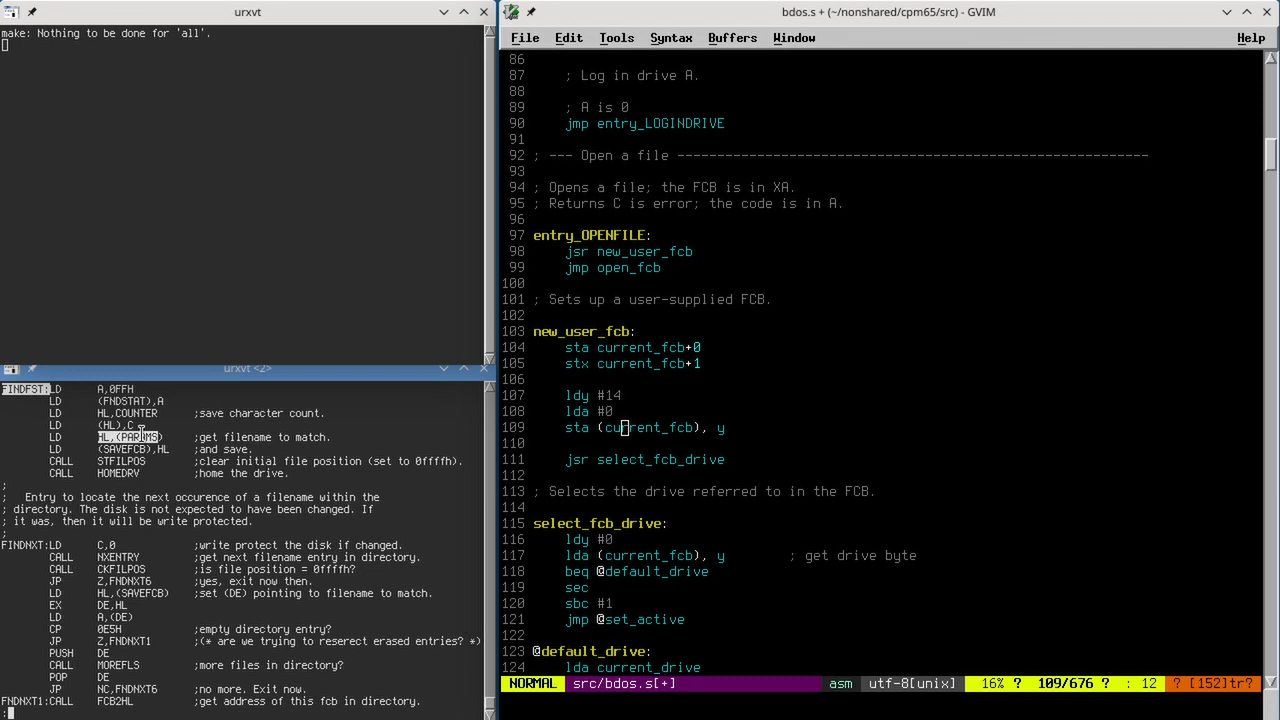 urxvt
make: Nothing to be done for 'all'.
urxvt <2>
FINDFST:LD A,0FFH
LD (FNDSTAT),A
LD HL,COUNTER ;save character count.
LD (HL),C
LD HL,(PARAMS) ;get filename to match.
LD (SAVEFCB),HL ;and save.
CALL STFILPOS ;clear initial file position (set to 0ffffh).
CALL HOMEDRV ;home the drive.
;
; Entry to locate the next occurence of a filename within the
; directory. The disk is not expected to have been changed. If
; it was, then it will be write protected.
;
FINDNXT:LD C,0 ;write protect the disk if changed.
CALL NXENTRY ;get next filename entry in directory.
CALL CKFILPOS ;is file position = 0ffffh?
JP Z,FNDNXT6 ;yes, exit now then.
LD HL,(SAVEFCB) ;set (DE) pointing to filename to match.
EX DE,HL
LD A,(DE)
CP 0E5H ;empty directory entry?
JP Z,FNDNXT1 ;(* are we trying to reserect erased entries? *)
PUSH DE
CALL MOREFLS ;more files in directory?
POP DE
JP NC,FNDNXT6 ;no more. Exit now.
FNDNXT1:CALL FCB2HL ;get address of this fcb in directory.
:
bdos.s + (~/nonshared/cpm65/src) - GVIM
File Edit Tools Syntax Buffers Window Help
86
87 ; Log in drive A.
88
89 ; A is 0
90 jmp entry_LOGINDRIVE
91
92 ; --- Open a file -----------------------------------------------------------
93
94 ; Opens a file; the FCB is in XA.
95 ; Returns C is error; the code is in A.
96
97 entry_OPENFILE:
98 jsr new_user_fcb
99 jmp open_fcb
100
101 ; Sets up a user-supplied FCB.
102
103 new_user_fcb:
104 sta current_fcb+0
105 stx current_fcb+1
106
107 ldy #14
108 lda #0
109 sta (current_fcb), y
110
111 jsr select_fcb_drive
112
113 ; Selects the drive referred to in the FCB.
114
115 select_fcb_drive:
116 ldy #0
117 lda (current_fcb), y ; get drive byte
118 beq @default_drive
119 sec
120 sbc #1
121 jmp @set_active
122
123 @default_drive:
124 lda current_drive
NORMAL src/bdos.s[+] asm utf-8[unix] 16% ? 109/676 ? : 12 ? [152]tr?